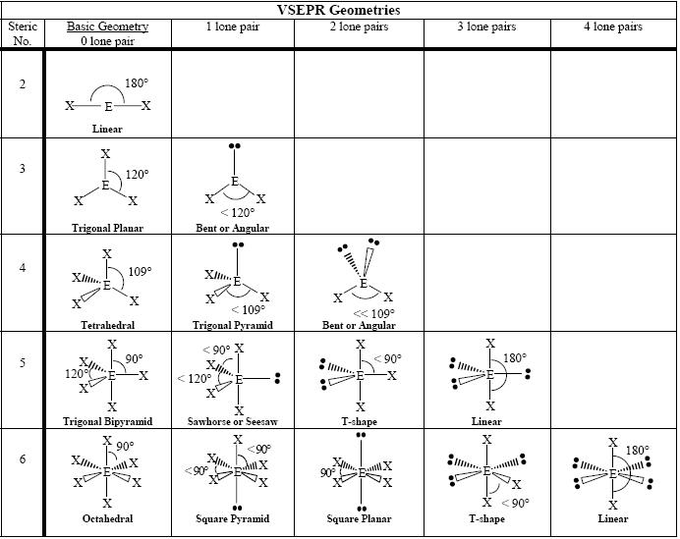 VSEPR Geometries
Steric No. Basic Geometry 0 lone pair 1 lone pair 2 lone pairs 3 lone pairs 4 lone pairs
2
180°
X E X
Linear
3
X
120°
E
X X
Trigonal Planar
E
X X
< 120°
Bent or Angular
4
X
109°
X E
X X
Tetrahedral
X E
X X
< 109°
Trigonal Pyramid
E
X X
<< 109°
Bent or Angular
5
X
90°
X
120° E X
X
X
Trigonal Bipyramid
< 90° X
X
< 120° E
X
X
Sawhorse or Seesaw
X
< 90°
E X
X
T-shape
X
180°
E
X
Linear
6
X
90°
X X
E
X X
X
Octahedral
X
<90°
X X
<90° E
X X
Square Pyramid
X X
90° E
X X
Square Planar
X
E
X
X < 90°
T-shape
X
180°
E
X
Linear